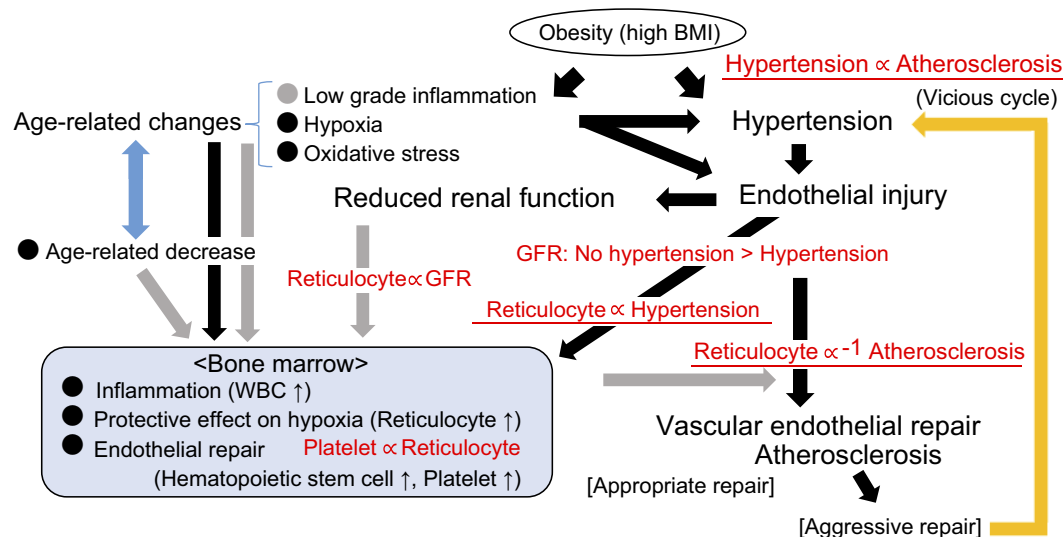 Obesity (high BMI)
Hypertension ∝ Atherosclerosis
(Vicious cycle)
Low grade inflammation
Age-related changes
Hypoxia
Hypertension
Oxidative stress
Reduced renal function
Endothelial injury
Age-related decrease
GFR: No hypertension > Hypertension
Reticulocyte∝GFR
Reticulocyte ∝ Hypertension
<Bone marrow>
Reticulocyte ∝⁻¹ Atherosclerosis
Inflammation (WBC ↑)
Protective effect on hypoxia (Reticulocyte ↑)
Endothelial repair
Platelet ∝ Reticulocyte
(Hematopoietic stem cell ↑, Platelet ↑)
Vascular endothelial repair
Atherosclerosis
[Appropriate repair]
[Aggressive repair]